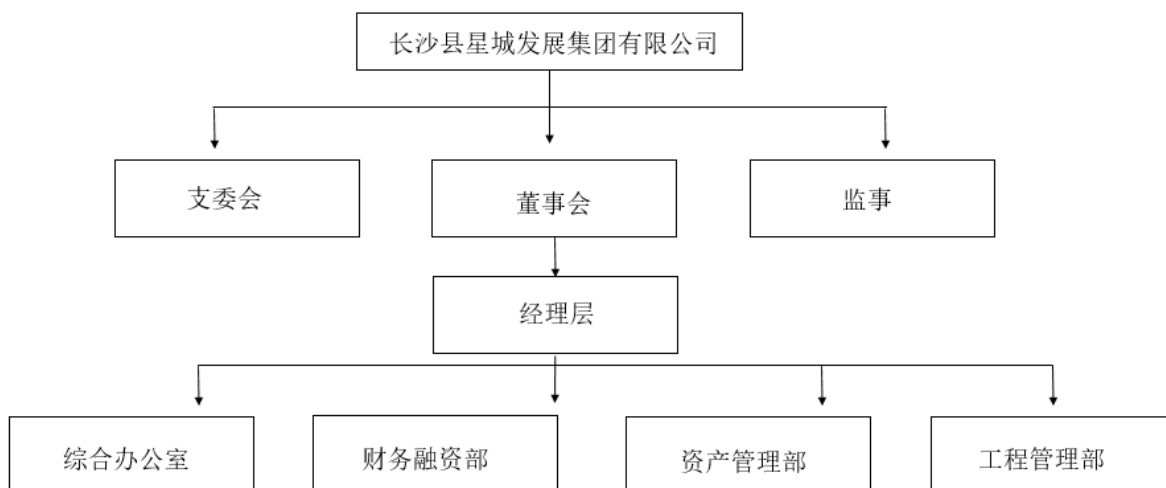 长沙县星城发展集团有限公司
支委会
董事会
监事
经理层
综合办公室
财务融资部
资产管理部
工程管理部